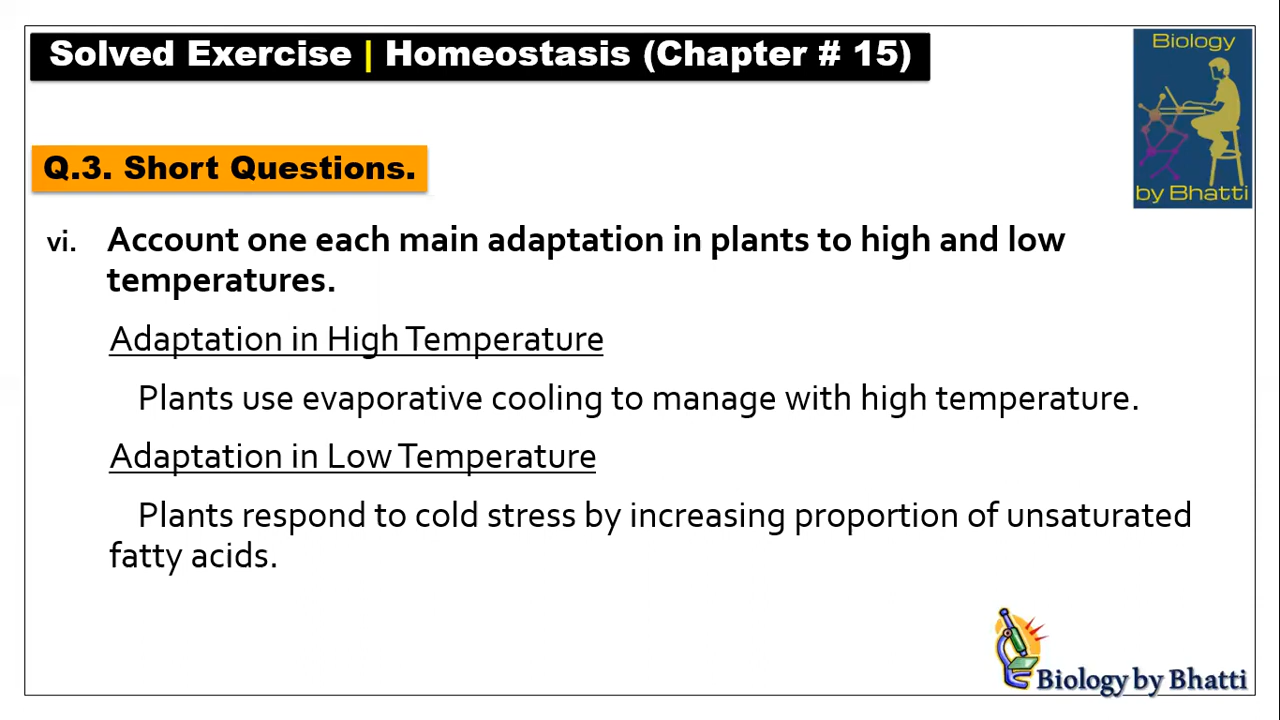 Solved Exercise | Homeostasis (Chapter # 15)
Biology
by Bhatti
Q.3. Short Questions.
vi. Account one each main adaptation in plants to high and low
temperatures.
Adaptation in High Temperature
Plants use evaporative cooling to manage with high temperature.
Adaptation in Low Temperature
Plants respond to cold stress by increasing proportion of unsaturated
fatty acids.
Biology by Bhatti